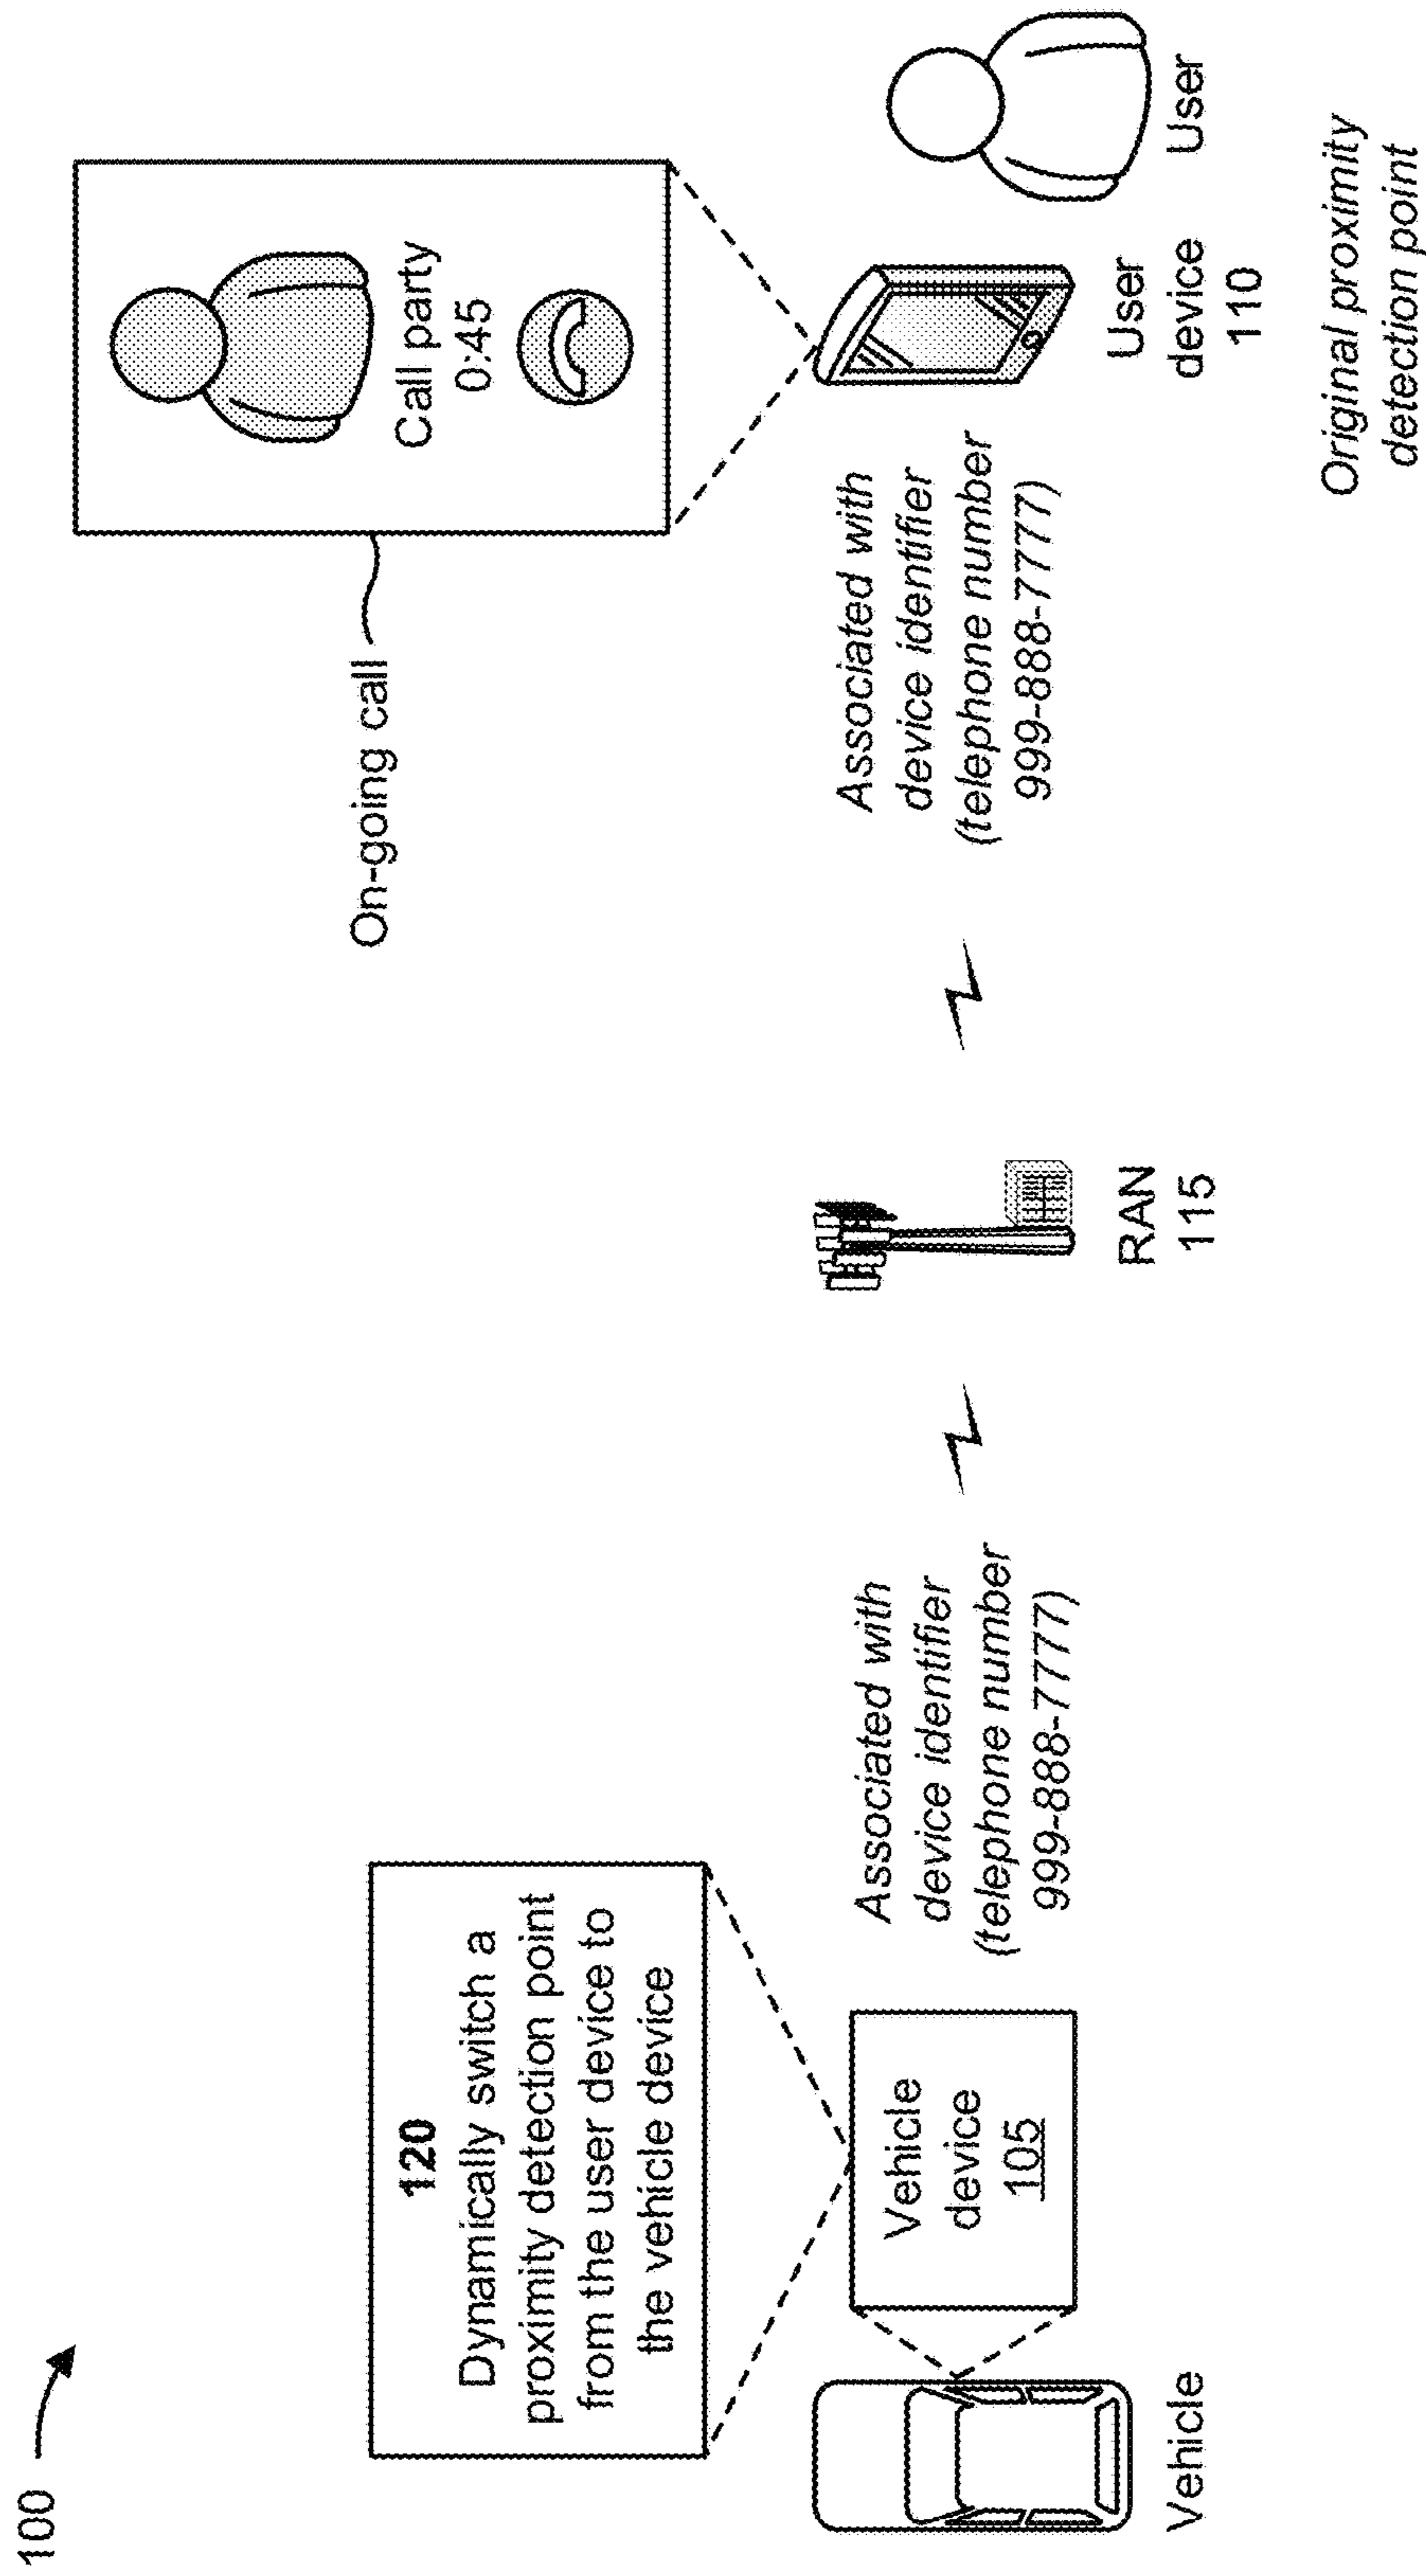 100
120
Dynamically switch a
proximity detection point
from the user device to
the vehicle device
On-going call
Call party
0:45
Vehicle
Vehicle
device
105
Associated with
device identifier
(telephone number
999-888-7777)
RAN
115
Associated with
device identifier
(telephone number
999-888-7777)
User
device
110
User
Original proximity
detection point